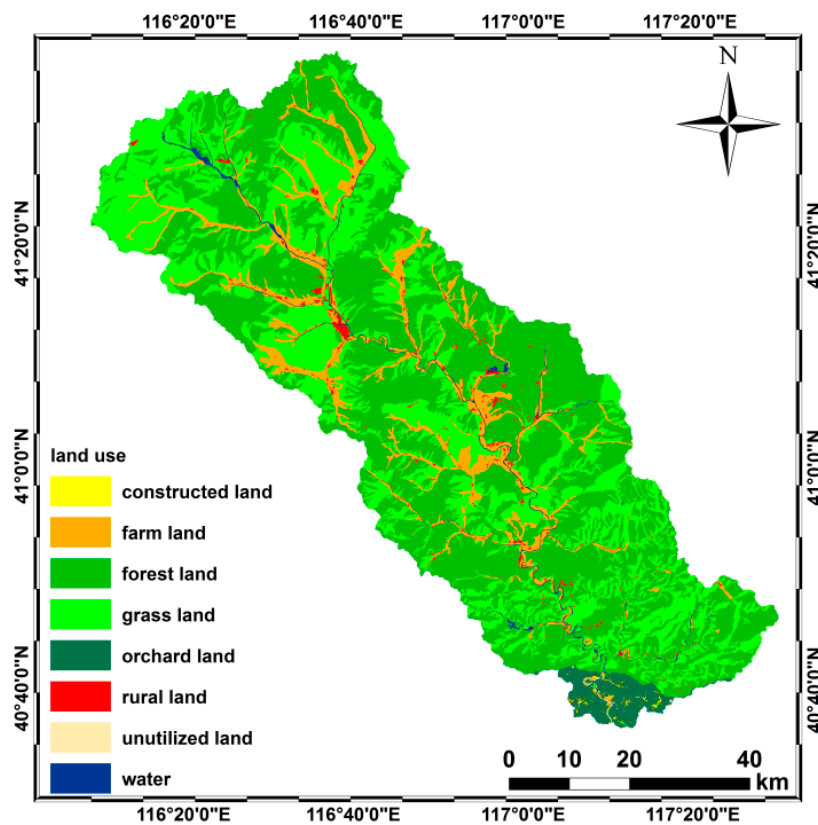 116°20'0"E 116°40'0"E 117°0'0"E 117°20'0"E
N
41°20'0"N 41°20'0"N
41°0'0"N 41°0'0"N
40°40'0"N 40°40'0"N
land use
constructed land
farm land
forest land
grass land
orchard land
rural land
unutilized land
water
0 10 20 40
km
116°20'0"E 116°40'0"E 117°0'0"E 117°20'0"E